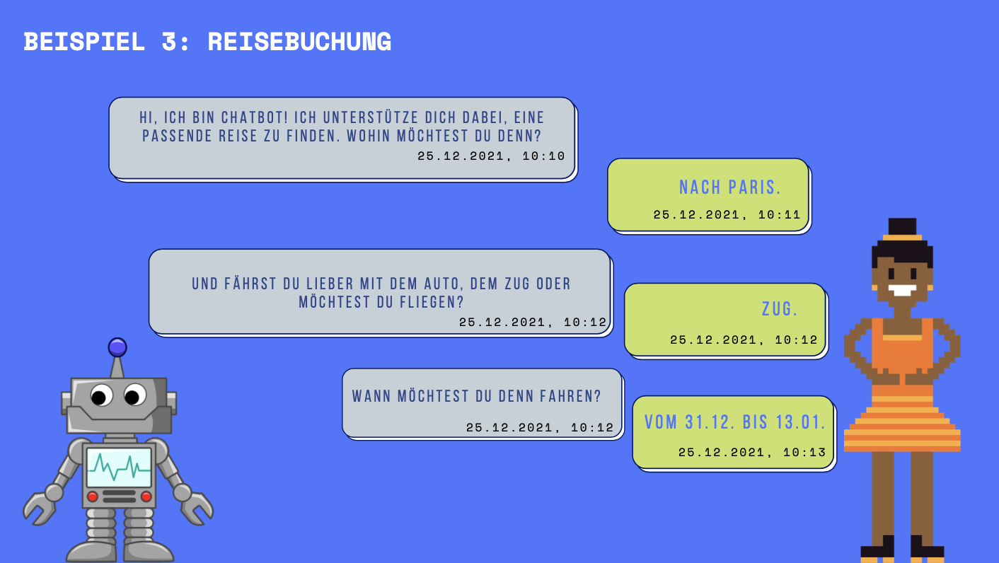 BEISPIEL 3: REISEBUCHUNG
HI, ICH BIN CHATBOT! ICH UNTERSTÜTZE DICH DABEI, EINE
PASSENDE REISE ZU FINDEN. WOHIN MÖCHTEST DU DENN?
25.12.2021, 10:10
NACH PARIS.
25.12.2021, 10:11
UND FÄHRST DU LIEBER MIT DEM AUTO, DEM ZUG ODER
MÖCHTEST DU FLIEGEN?
25.12.2021, 10:12
ZUG.
25.12.2021, 10:12
WANN MÖCHTEST DU DENN FAHREN?
25.12.2021, 10:12
VOM 31.12. BIS 13.01.
25.12.2021, 10:13